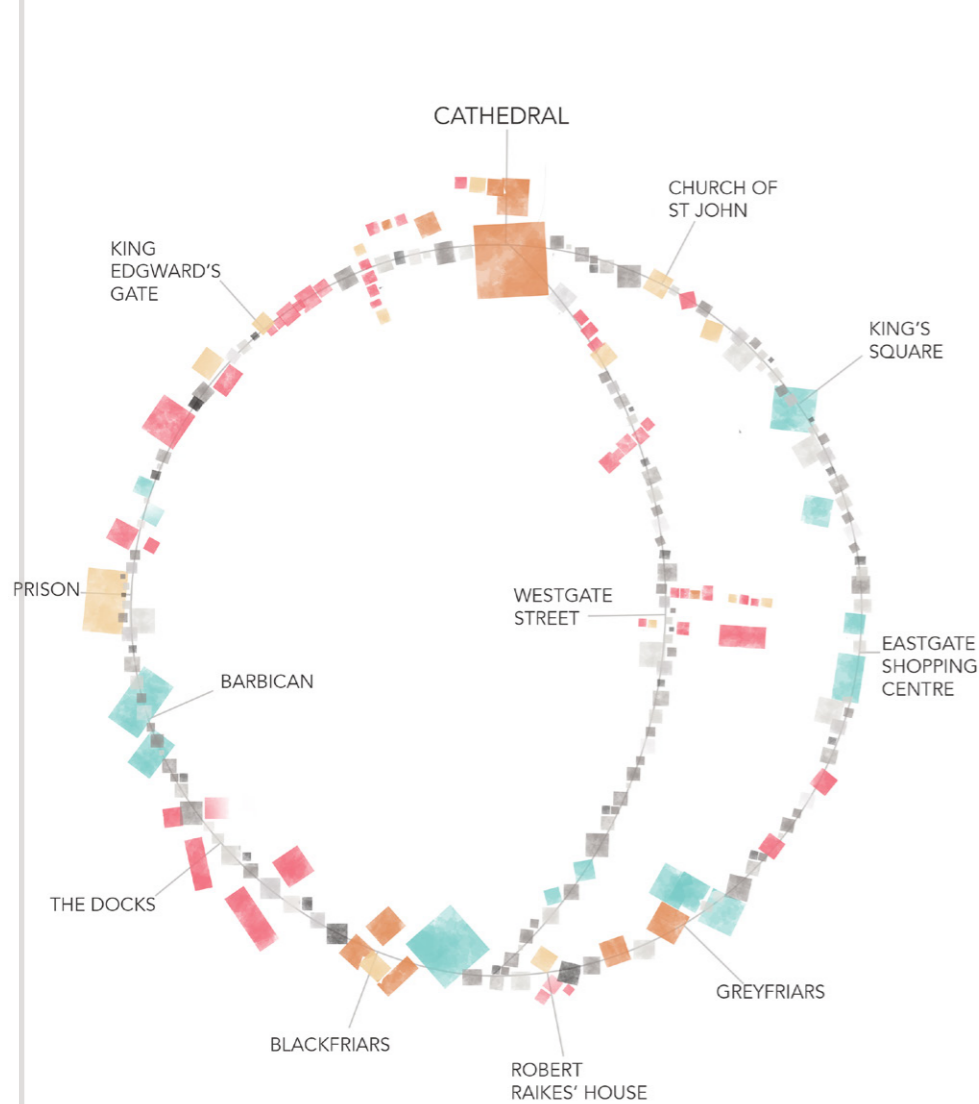 CATHEDRAL
CHURCH OF
ST JOHN
KING
EDGWARD'S
GATE
KING'S
SQUARE
PRISON
WESTGATE
STREET
EASTGATE
SHOPPING
CENTRE
BARBICAN
THE DOCKS
GREYFRIARS
BLACKFRIARS
ROBERT
RAIKES' HOUSE